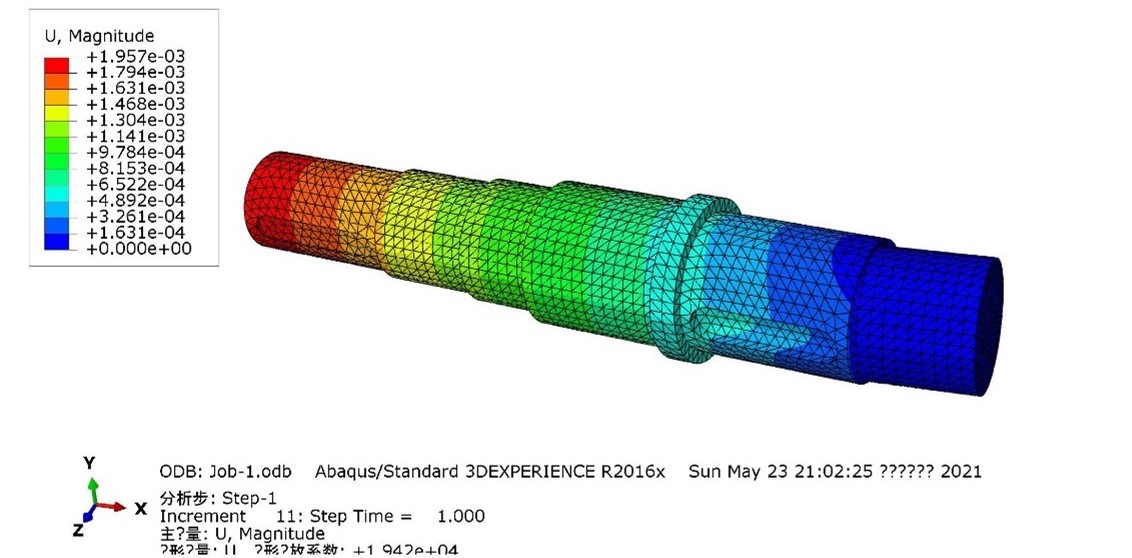 U, Magnitude
+1.957e-03
+1.794e-03
+1.631e-03
+1.468e-03
+1.304e-03
+1.141e-03
+9.784e-04
+8.153e-04
+6.522e-04
+4.892e-04
+3.261e-04
+1.631e-04
+0.000e+00
Y
X
Z
ODB: Job-1.odb Abaqus/Standard 3DEXPERIENCE R2016x Sun May 23 21:02:25 ?????? 2021
分析步: Step-1
Increment 11: Step Time = 1.000
主?量: U, Magnitude
?形?量: U ?形?放系数: +1.942e+04